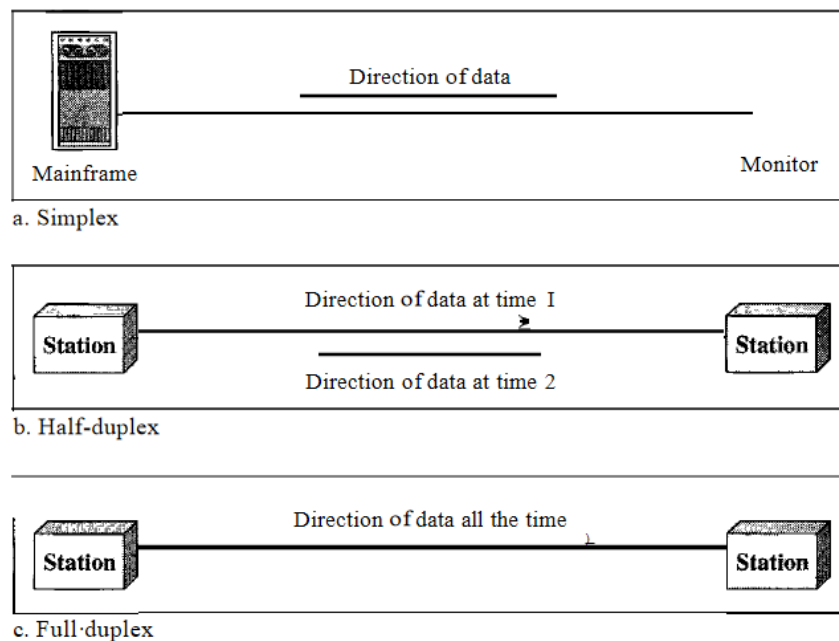 Direction of data
Mainframe
Monitor
a. Simplex
Direction of data at time I
Station
Station
Direction of data at time 2
b. Half-duplex
Direction of data all the time
Station
Station
c. Full·duplex